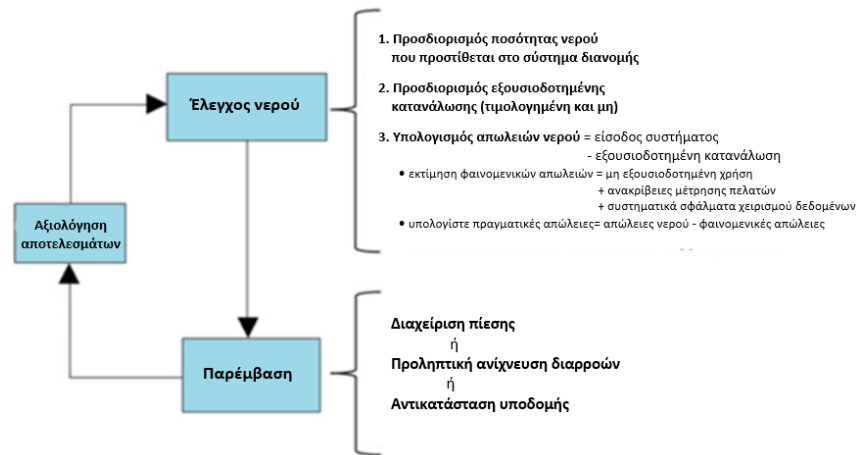 1. Προσδιορισμός ποσότητας νερού
που προστίθεται στο σύστημα διανομής
2. Προσδιορισμός εξουσιοδοτημένης
κατανάλωσης (τιμολογημένη και μη)
3. Υπολογισμός απωλειών νερού = είσοδος συστήματος
- εξουσιοδοτημένη κατανάλωση
• εκτίμηση φαινομενικών απωλειών = μη εξουσιοδοτημένη χρήση
+ ανακρίβειες μέτρησης πελατών
+ συστηματικά σφάλματα χειρισμού δεδομένων
• υπολογίστε πραγματικές απώλειες= απώλειες νερού - φαινομενικές απώλειες
Έλεγχος νερού
Αξιολόγηση
αποτελεσμάτων
Παρέμβαση
Διαχείριση πίεσης
ή
Προληπτική ανίχνευση διαρροών
ή
Αντικατάσταση υποδομής